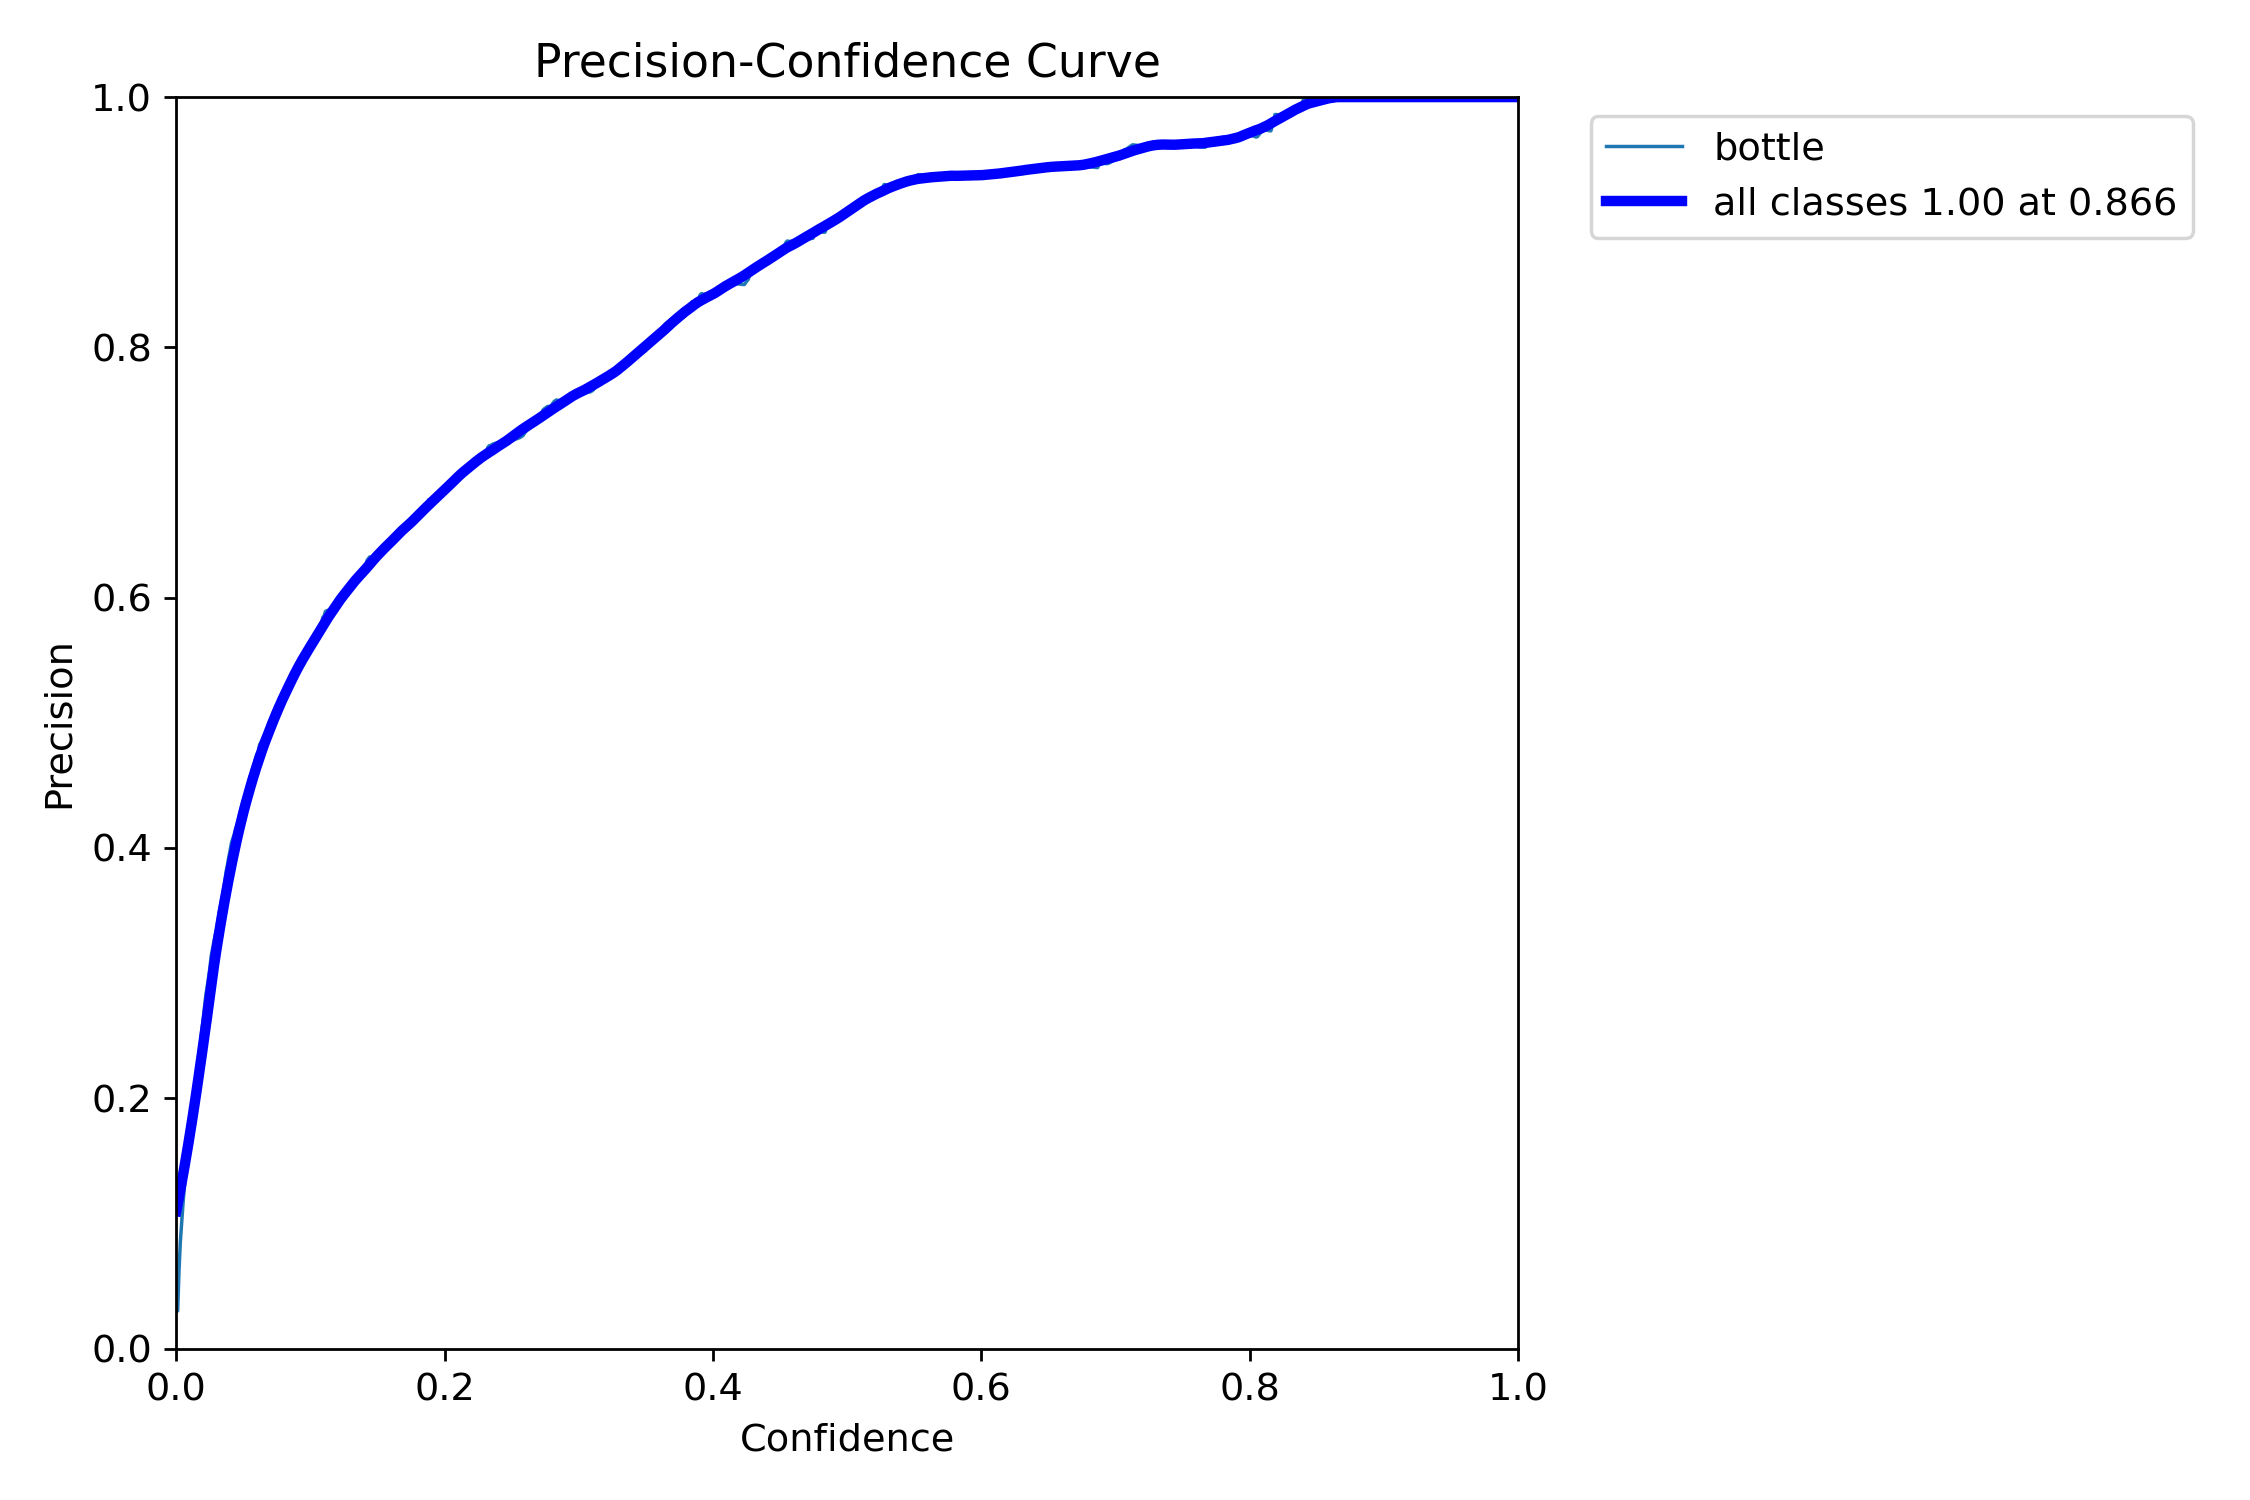 Precision-Confidence Curve
1.0
0.8
0.6
0.4
0.2
0.0
Precision
0.0 0.2 0.4 0.6 0.8 1.0
Confidence
bottle
all classes 1.00 at 0.866